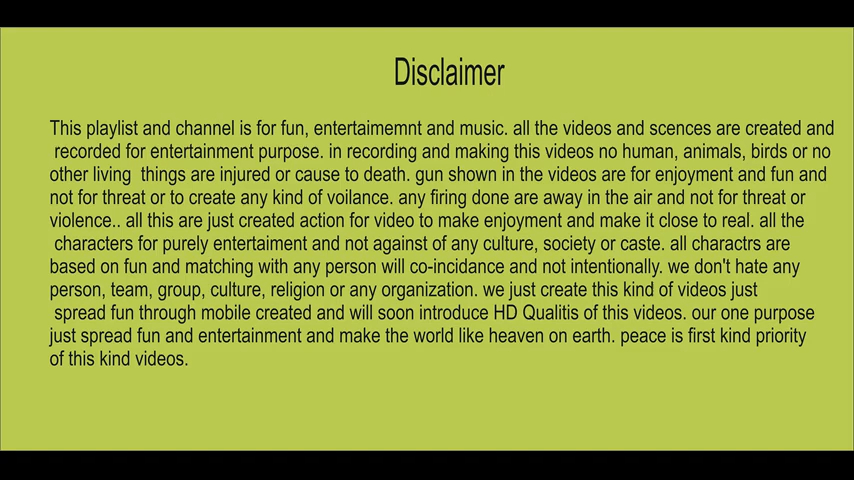 Disclaimer
This playlist and channel is for fun, entertaimemnt and music. all the videos and scences are created and
recorded for entertainment purpose. in recording and making this videos no human, animals, birds or no
other living things are injured or cause to death. gun shown in the videos are for enjoyment and fun and
not for threat or to create any kind of voilance. any firing done are away in the air and not for threat or
violence.. all this are just created action for video to make enjoyment and make it close to real. all the
characters for purely entertaiment and not against of any culture, society or caste. all charactrs are
based on fun and matching with any person will co-incidance and not intentionally. we don't hate any
person, team, group, culture, religion or any organization. we just create this kind of videos just
spread fun through mobile created and will soon introduce HD Qualitis of this videos. our one purpose
just spread fun and entertainment and make the world like heaven on earth. peace is first kind priority
of this kind videos.